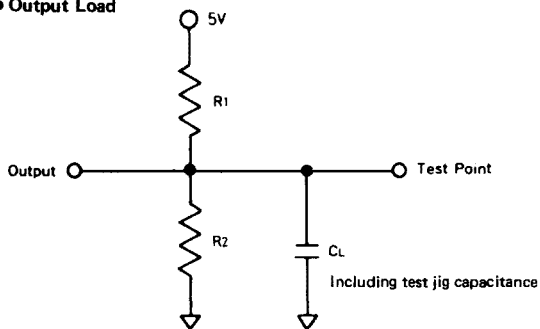 Output Load
5V
R1
Output
Test Point
R2
CL
Including test jig capacitance